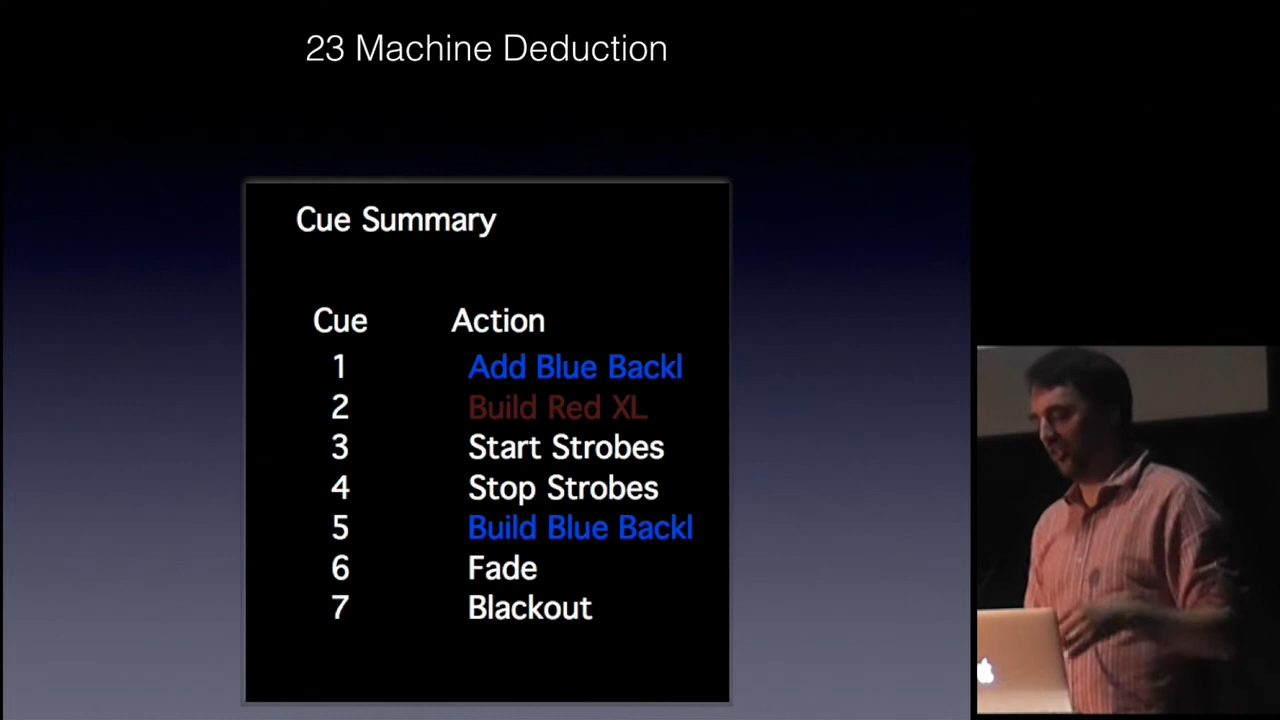 23 Machine Deduction
Cue Summary
Cue Action
1 Add Blue Backl
2 Build Red XL
3 Start Strobes
4 Stop Strobes
5 Build Blue Backl
6 Fade
7 Blackout